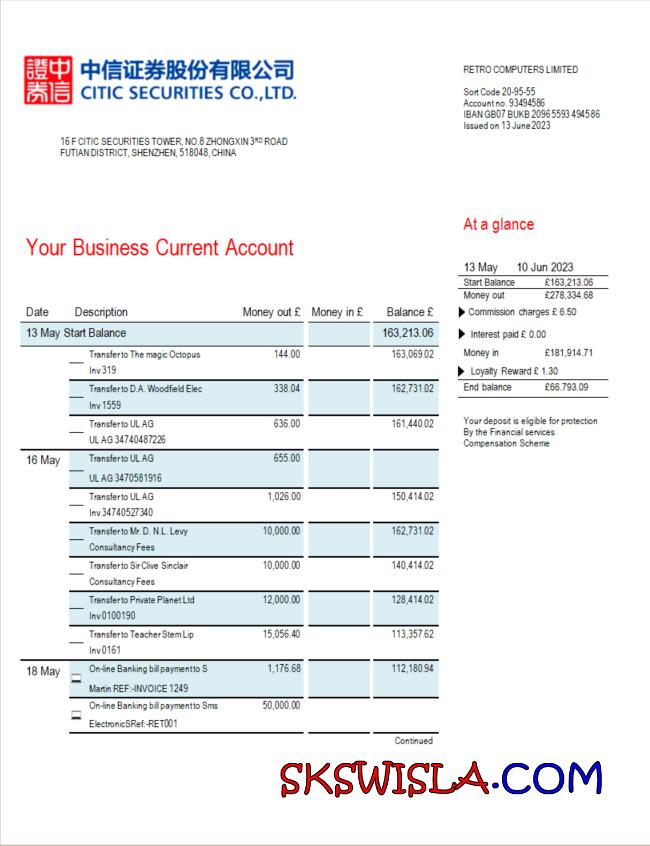 證中
券信
中信证券股份有限公司
CITIC SECURITIES CO.,LTD.
16 F CITIC SECURITIES TOWER, NO.8 ZHONGXIN 3RD ROAD
FUTIAN DISTRICT, SHENZHEN, 518048, CHINA
RETRO COMPUTERS LIMITED
Sort Code 20-95-55
Account no. 93494586
IBAN GB07 BUKB 2096 5593 4945 86
Issued on 13 June 2023
Your Business Current Account
At a glance
13 May 10 Jun 2023
Start Balance £163,213.06
Money out £278,334.68
Commission charges £ 6.50
Interest paid £ 0.00
Money in £181,914.71
Loyalty Reward £ 1.30
End balance £66.793.09
Your deposit is eligible for protection
By the Financial services
Compensation Scheme
Date Description Money out £ Money in £ Balance £
13 May Start Balance 163,213.06
Transfer to The magic Octopus 144.00 163,069.02
Inv 319
Transfer to D.A. Woodfield Elec 338.04 162,731.02
Inv 1559
Transfer to UL AG 636.00 161,440.02
UL AG 34740487226
16 May Transfer to UL AG 655.00
UL AG 3470581916
Transfer to UL AG 1,026.00 150,414.02
Inv 34740527340
Transfer to Mr. D. N.L. Levy 10,000.00 162,731.02
Consultancy Fees
Transfer to Sir Clive Sinclair 10,000.00 140,414.02
Consultancy Fees
Transfer to Private Planet Ltd 12,000.00 128,414.02
Inv 0100190
Transfer to Teacher Stem Lip 15,056.40 113,357.62
Inv 0161
18 May On-line Banking bill payment to S 1,176.68 112,180.94
Martin REF:-INVOICE 1249
On-line Banking bill payment to Sms 50,000.00
ElectronicSRef:-RET001
Continued
SKSWISLA.COM